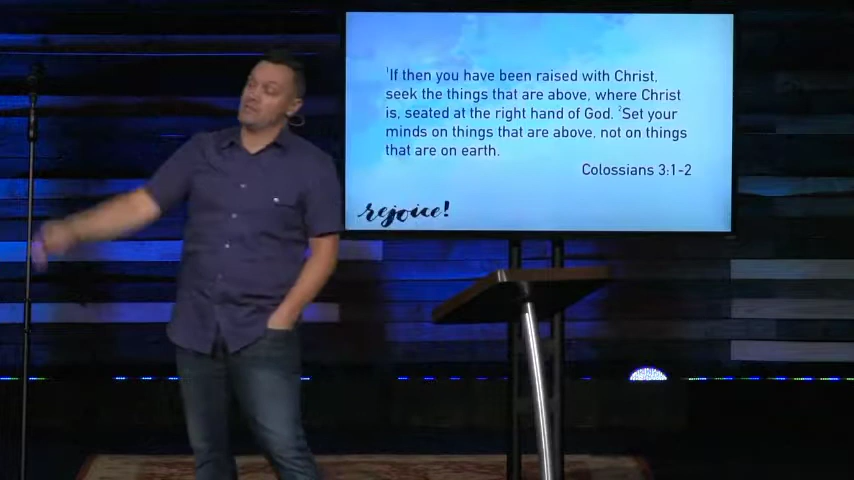 ¹If then you have been raised with Christ,
seek the things that are above, where Christ
is, seated at the right hand of God. ²Set your
minds on things that are above, not on things
that are on earth.
Colossians 3:1-2
rejoice!